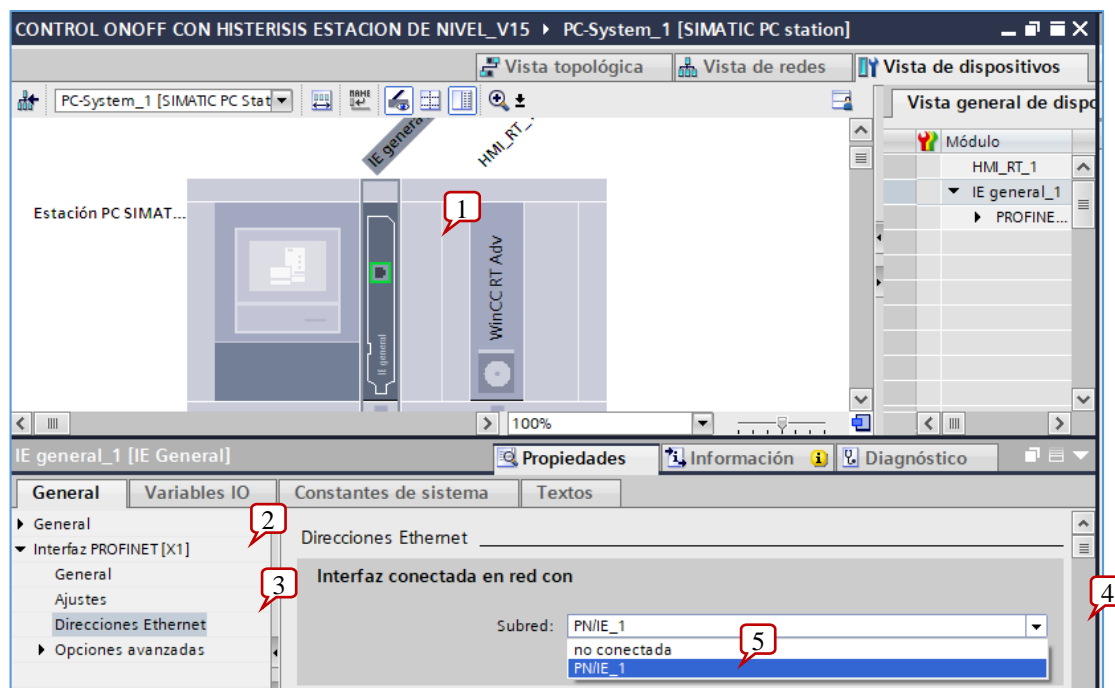 CONTROL ONOFF CON HISTERISIS ESTACION DE NIVEL_V15 ▸ PC-System_1 [SIMATIC PC station]
Vista topológica Vista de redes Vista de dispositivos
PC-System_1 [SIMATIC PC Stat
Vista general de dispo
Módulo
HMI_RT_1
IE general_1
PROFINE...
IE genera
HMI_RT_
Estación PC SIMAT...
1
WinCC RT Adv
IE general
100%
IE general_1 [IE General]
Propiedades Información Diagnóstico
General Variables IO Constantes de sistema Textos
General
2
Interfaz PROFINET [X1]
General
Ajustes
3
Direcciones Ethernet
Opciones avanzadas
Direcciones Ethernet
Interfaz conectada en red con
4
Subred: PN/IE_1
no conectada
5
PN/IE_1